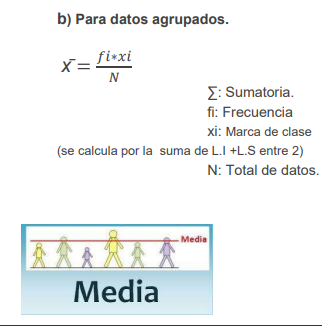 b) Para datos agrupados.
x̄ = fi*xi / N
∑: Sumatoria.
fi: Frecuencia
xi: Marca de clase
(se calcula por la suma de L.I +L.S entre 2)
N: Total de datos.
Media
Media